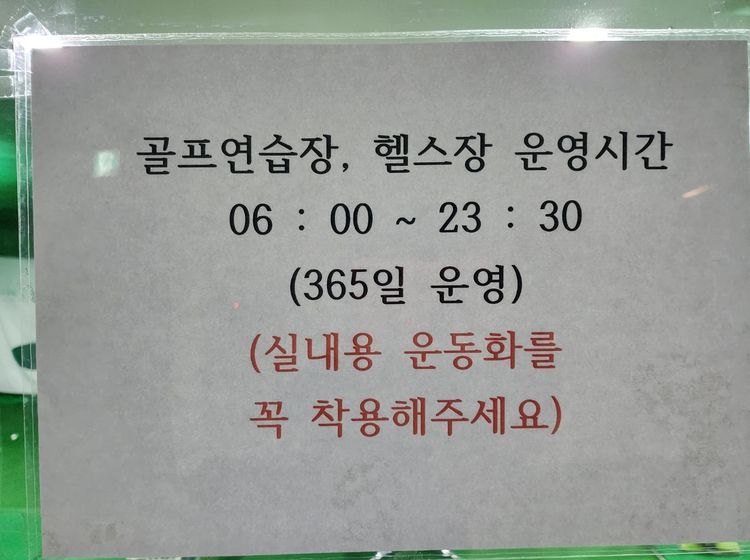 골프연습장, 헬스장 운영시간
06 : 00 ~ 23 : 30
(365일 운영)
(실내용 운동화를
꼭 착용해주세요)